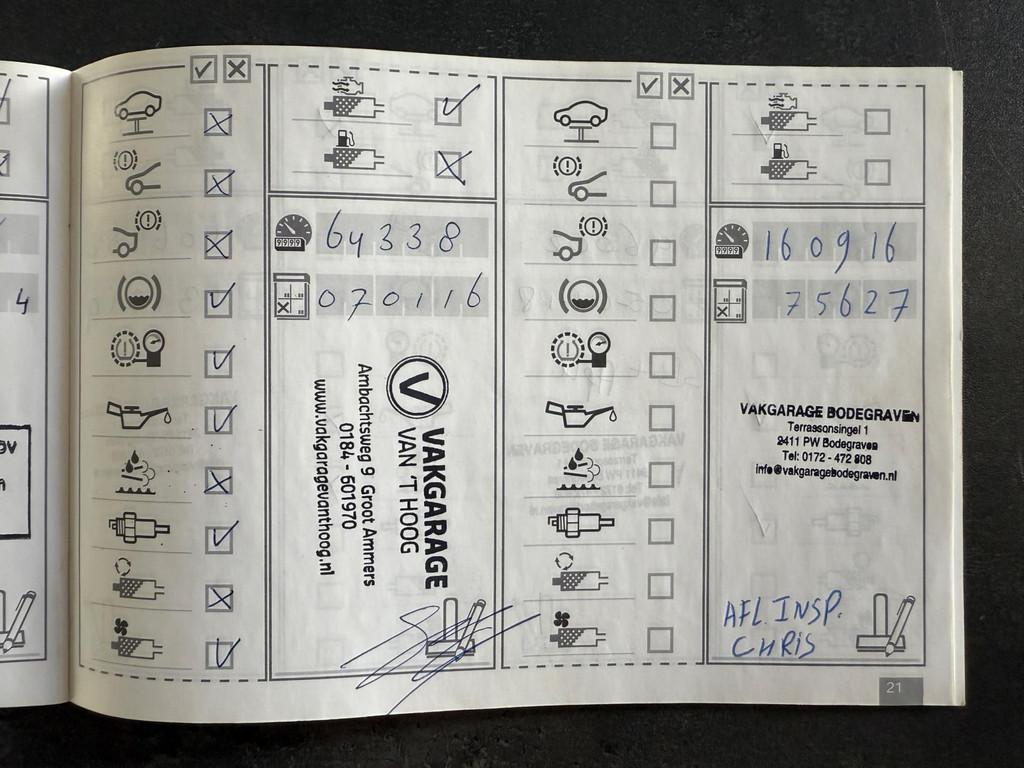 4
64338
070116
VAKGARAGE
VAN 'T HOOG
Ambachtsweg 9 Groot Ammers
0184 - 601970
www.vakgaragevanthoog.nl
160916
75627
VAKGARAGE BODEGRAVEN
Terrassonsingel 1
2411 PW Bodegraven
Tel: 0172 - 472 808
info@vakgaragebodegraven.nl
AFL. INSP.
CHRIS
21